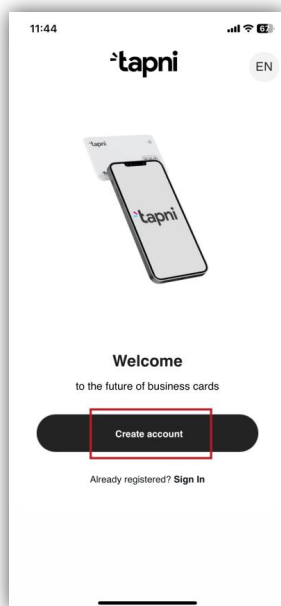 11:44
67
tapni
EN
tapni
tapni
Welcome
to the future of business cards
Create account
Already registered? Sign In